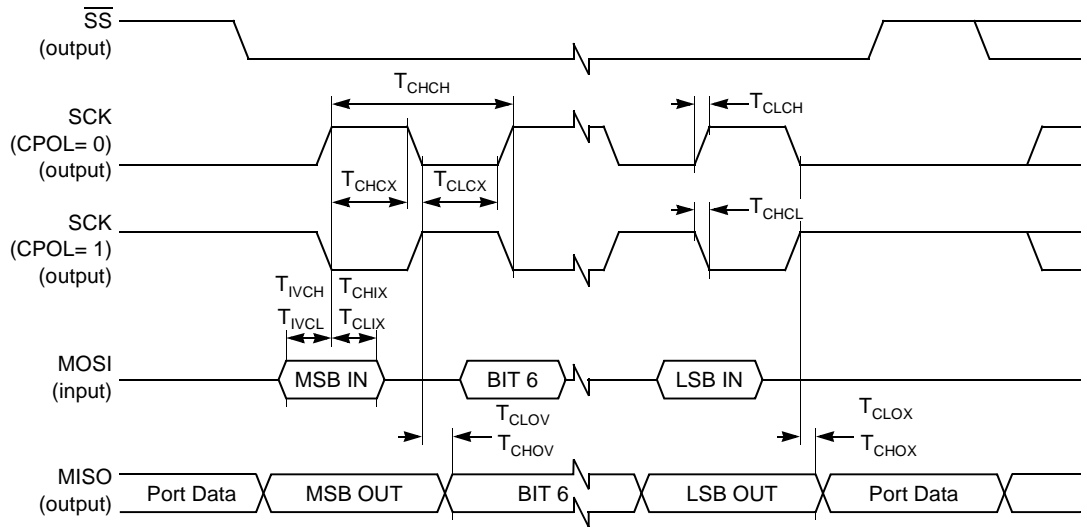 SS
(output)
T_CHCH
SCK
(CPOL= 0)
(output)
T_CLCH
T_CHCX
T_CLCX
SCK
(CPOL= 1)
(output)
T_CHCL
T_IVCH
T_CHIX
T_IVCL
T_CLIX
MOSI
(input)
MSB IN
BIT 6
LSB IN
T_CLOV
T_CHOV
T_CLOX
T_CHOX
MISO
(output)
Port Data
MSB OUT
BIT 6
LSB OUT
Port Data